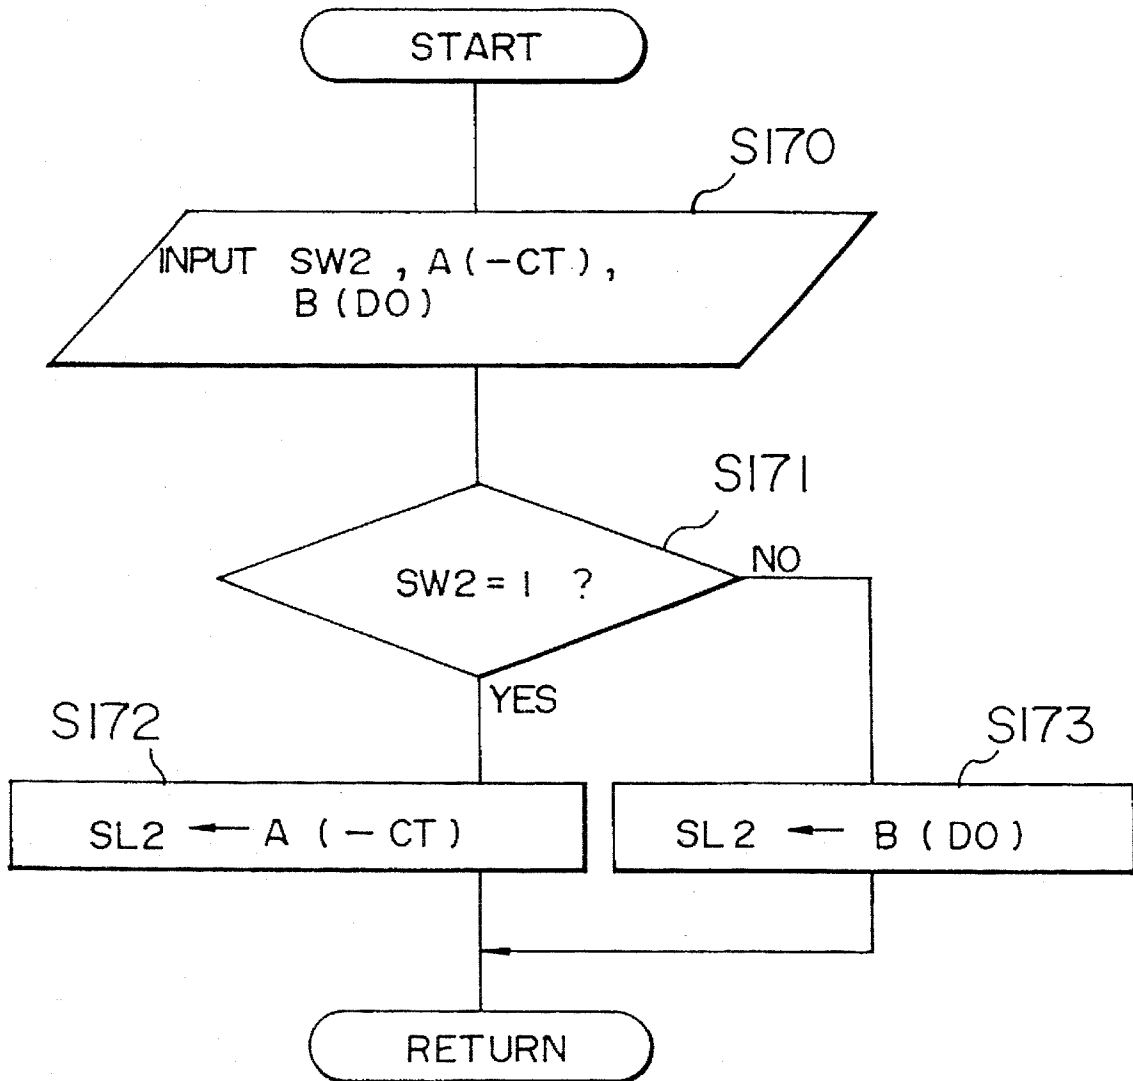 START
S170
INPUT SW2 , A (-CT) ,
B (DO)
S171
SW2 = 1 ?
NO
YES
S172
S173
SL2 ← A (-CT)
SL2 ← B (DO)
RETURN